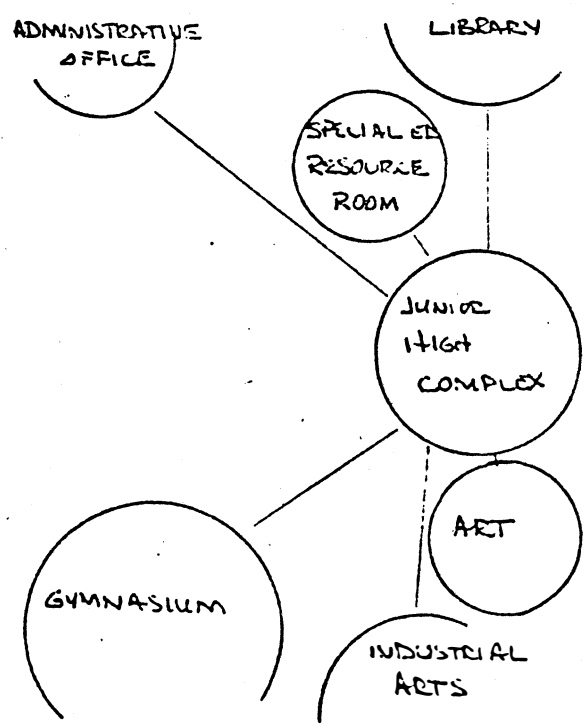 ADMINISTRATIVE
OFFICE
LIBRARY
SPECIAL ED
RESOURCE
ROOM
JUNIOR
HIGH
COMPLEX
ART
GYMNASIUM
INDUSTRIAL
ARTS